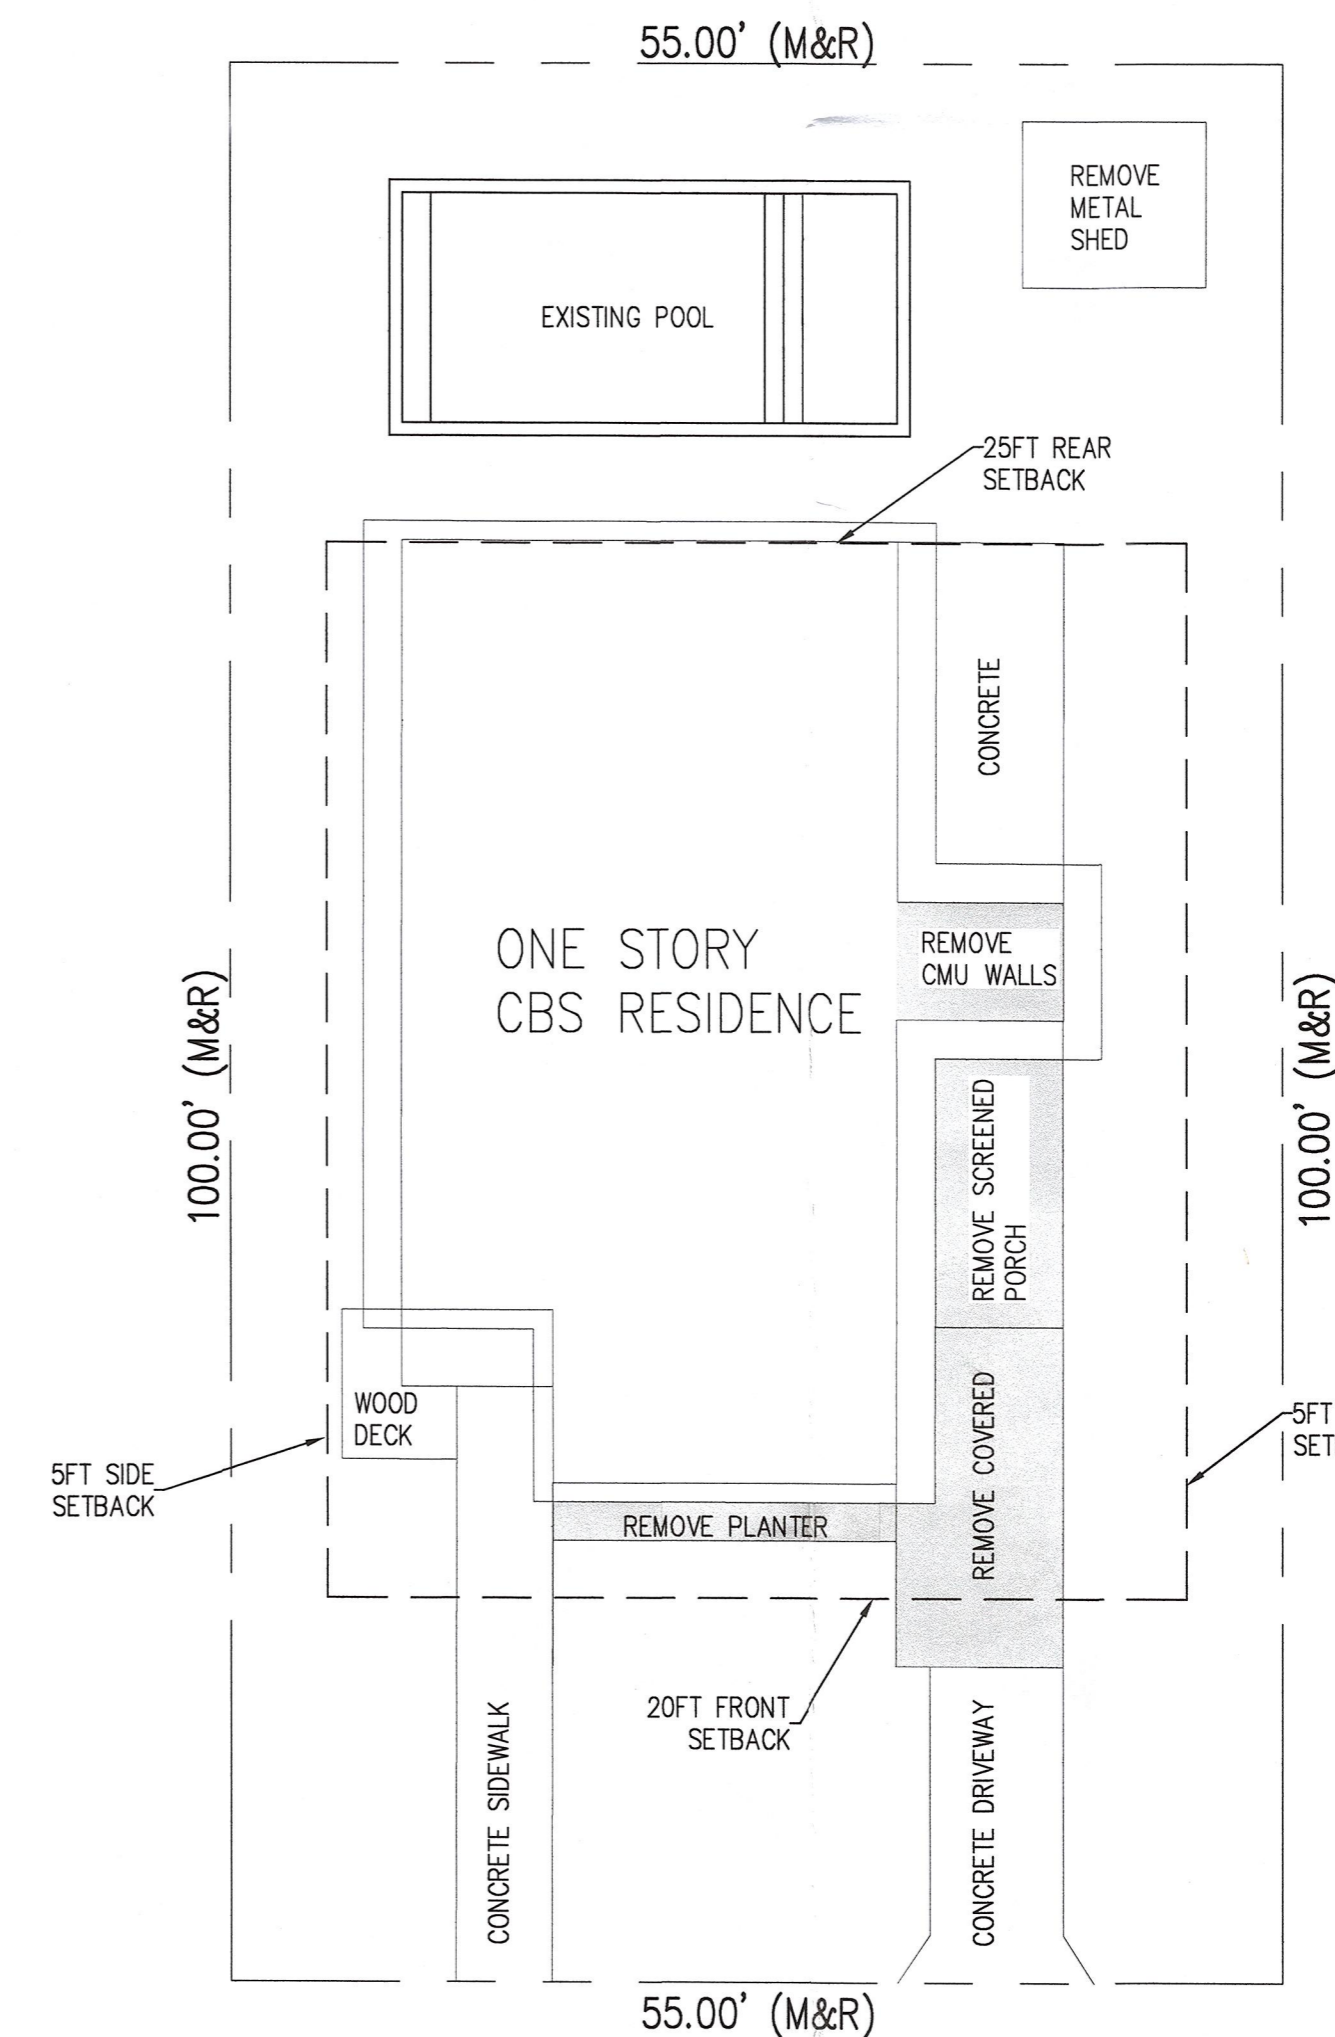 55.00' (M&R)
REMOVE
METAL
SHED
EXISTING POOL
25FT REAR
SETBACK
CONCRETE
REMOVE
CMU WALLS
ONE STORY
CBS RESIDENCE
100.00' (M&R)
100.00' (M&R)
REMOVE SCREENED
PORCH
WOOD
DECK
REMOVE COVERED
5FT SIDE
SETBACK
5FT
SET
REMOVE PLANTER
20FT FRONT
SETBACK
CONCRETE SIDEWALK
CONCRETE DRIVEWAY
55.00' (M&R)